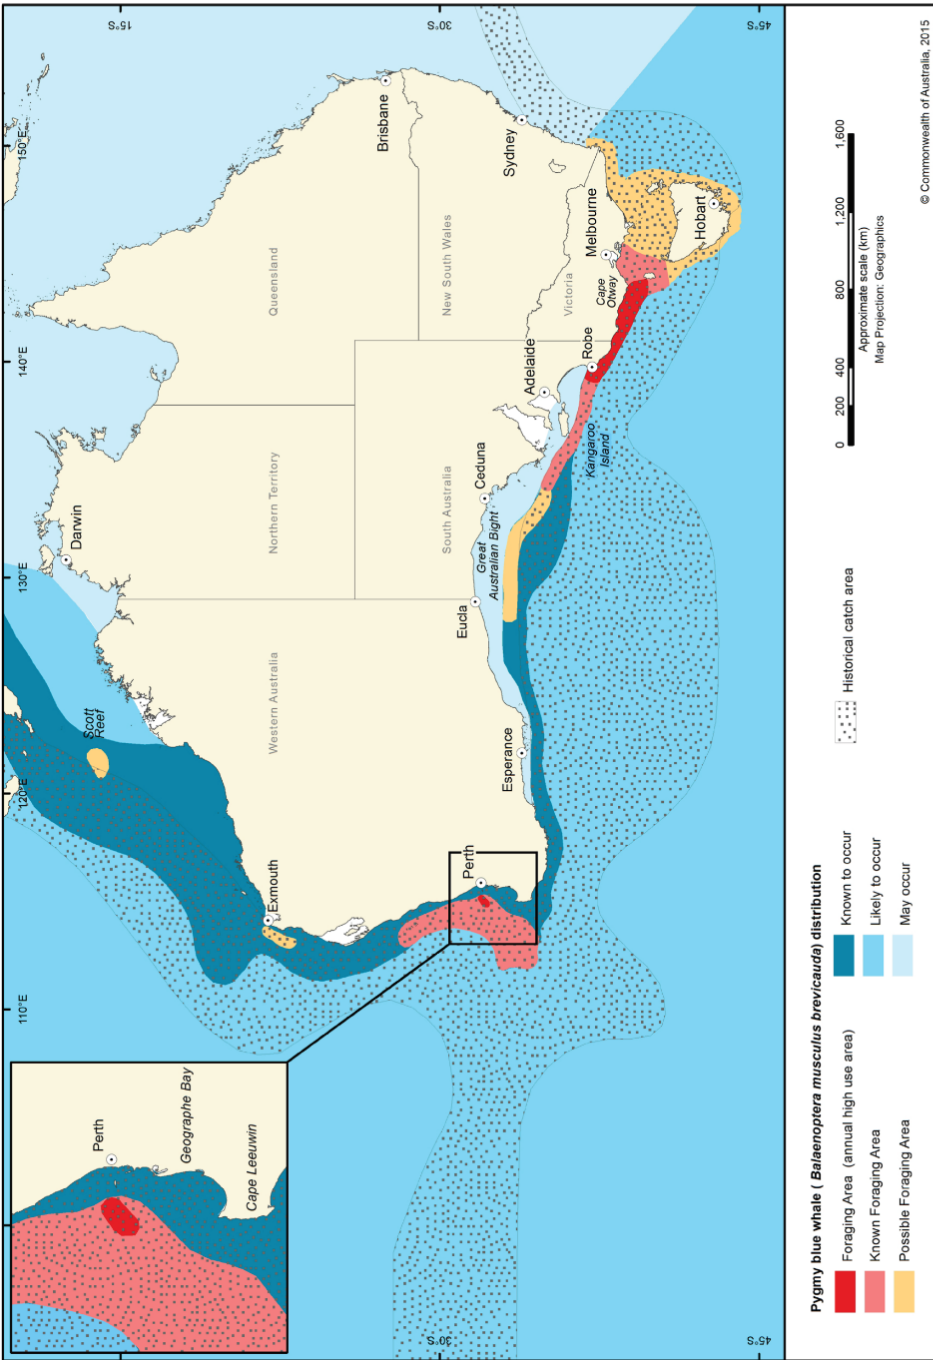 110°E
120°E
130°E
140°E
150°E
15°S
15°S
30°S
30°S
45°S
45°S
Scott
Reef
Darwin
Exmouth
Northern Territory
Queensland
Western Australia
South Australia
New South Wales
Victoria
Brisbane
Sydney
Perth
Esperance
Eucla
Great
Australian Bight
Ceduna
Adelaide
Kangaroo
Island
Robe
Cape
Otway
Melbourne
Hobart
Perth
Geographe Bay
Cape Leeuwin
Pygmy blue whale ( Balaenoptera musculus brevicauda) distribution
Foraging Area (annual high use area)
Known Foraging Area
Possible Foraging Area
Known to occur
Likely to occur
May occur
Historical catch area
0 200 400 800 1,200 1,600
Approximate scale (km)
Map Projection: Geographics
© Commonwealth of Australia, 2015